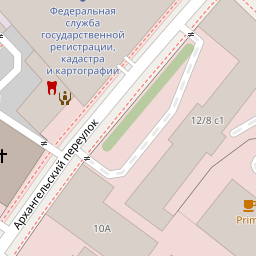 Федеральная
служба
государственной
регистрации,
кадастра
и картографии
12/8 с1
Архангельский переулок
10А
Prim